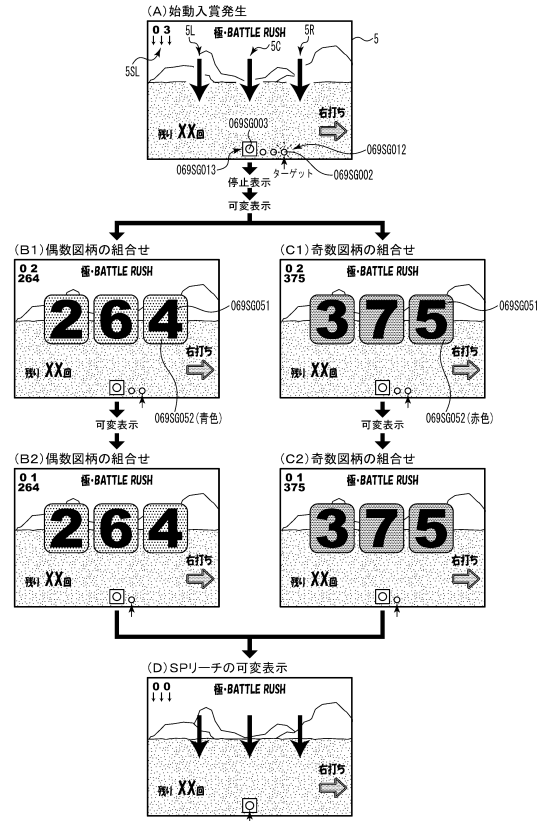 (A)始動入賞発生
0 3
極・BATTLE RUSH
5L
5C
5R
5
5SL
右打ち
残り XX回
069SG003
069SG012
069SG013
ターゲット
069SG002
停止表示
可変表示
(B1)偶数図柄の組合せ
0 2
264
極・BATTLE RUSH
2 6 4
069SG051
右打ち
残り XX回
069SG052(青色)
(C1)奇数図柄の組合せ
0 2
375
極・BATTLE RUSH
3 7 5
069SG051
右打ち
残り XX回
069SG052(赤色)
可変表示
可変表示
(B2)偶数図柄の組合せ
0 1
264
極・BATTLE RUSH
2 6 4
右打ち
残り XX回
(C2)奇数図柄の組合せ
0 1
375
極・BATTLE RUSH
3 7 5
右打ち
残り XX回
(D)SPリーチの可変表示
0 0
極・BATTLE RUSH
右打ち
残り XX回